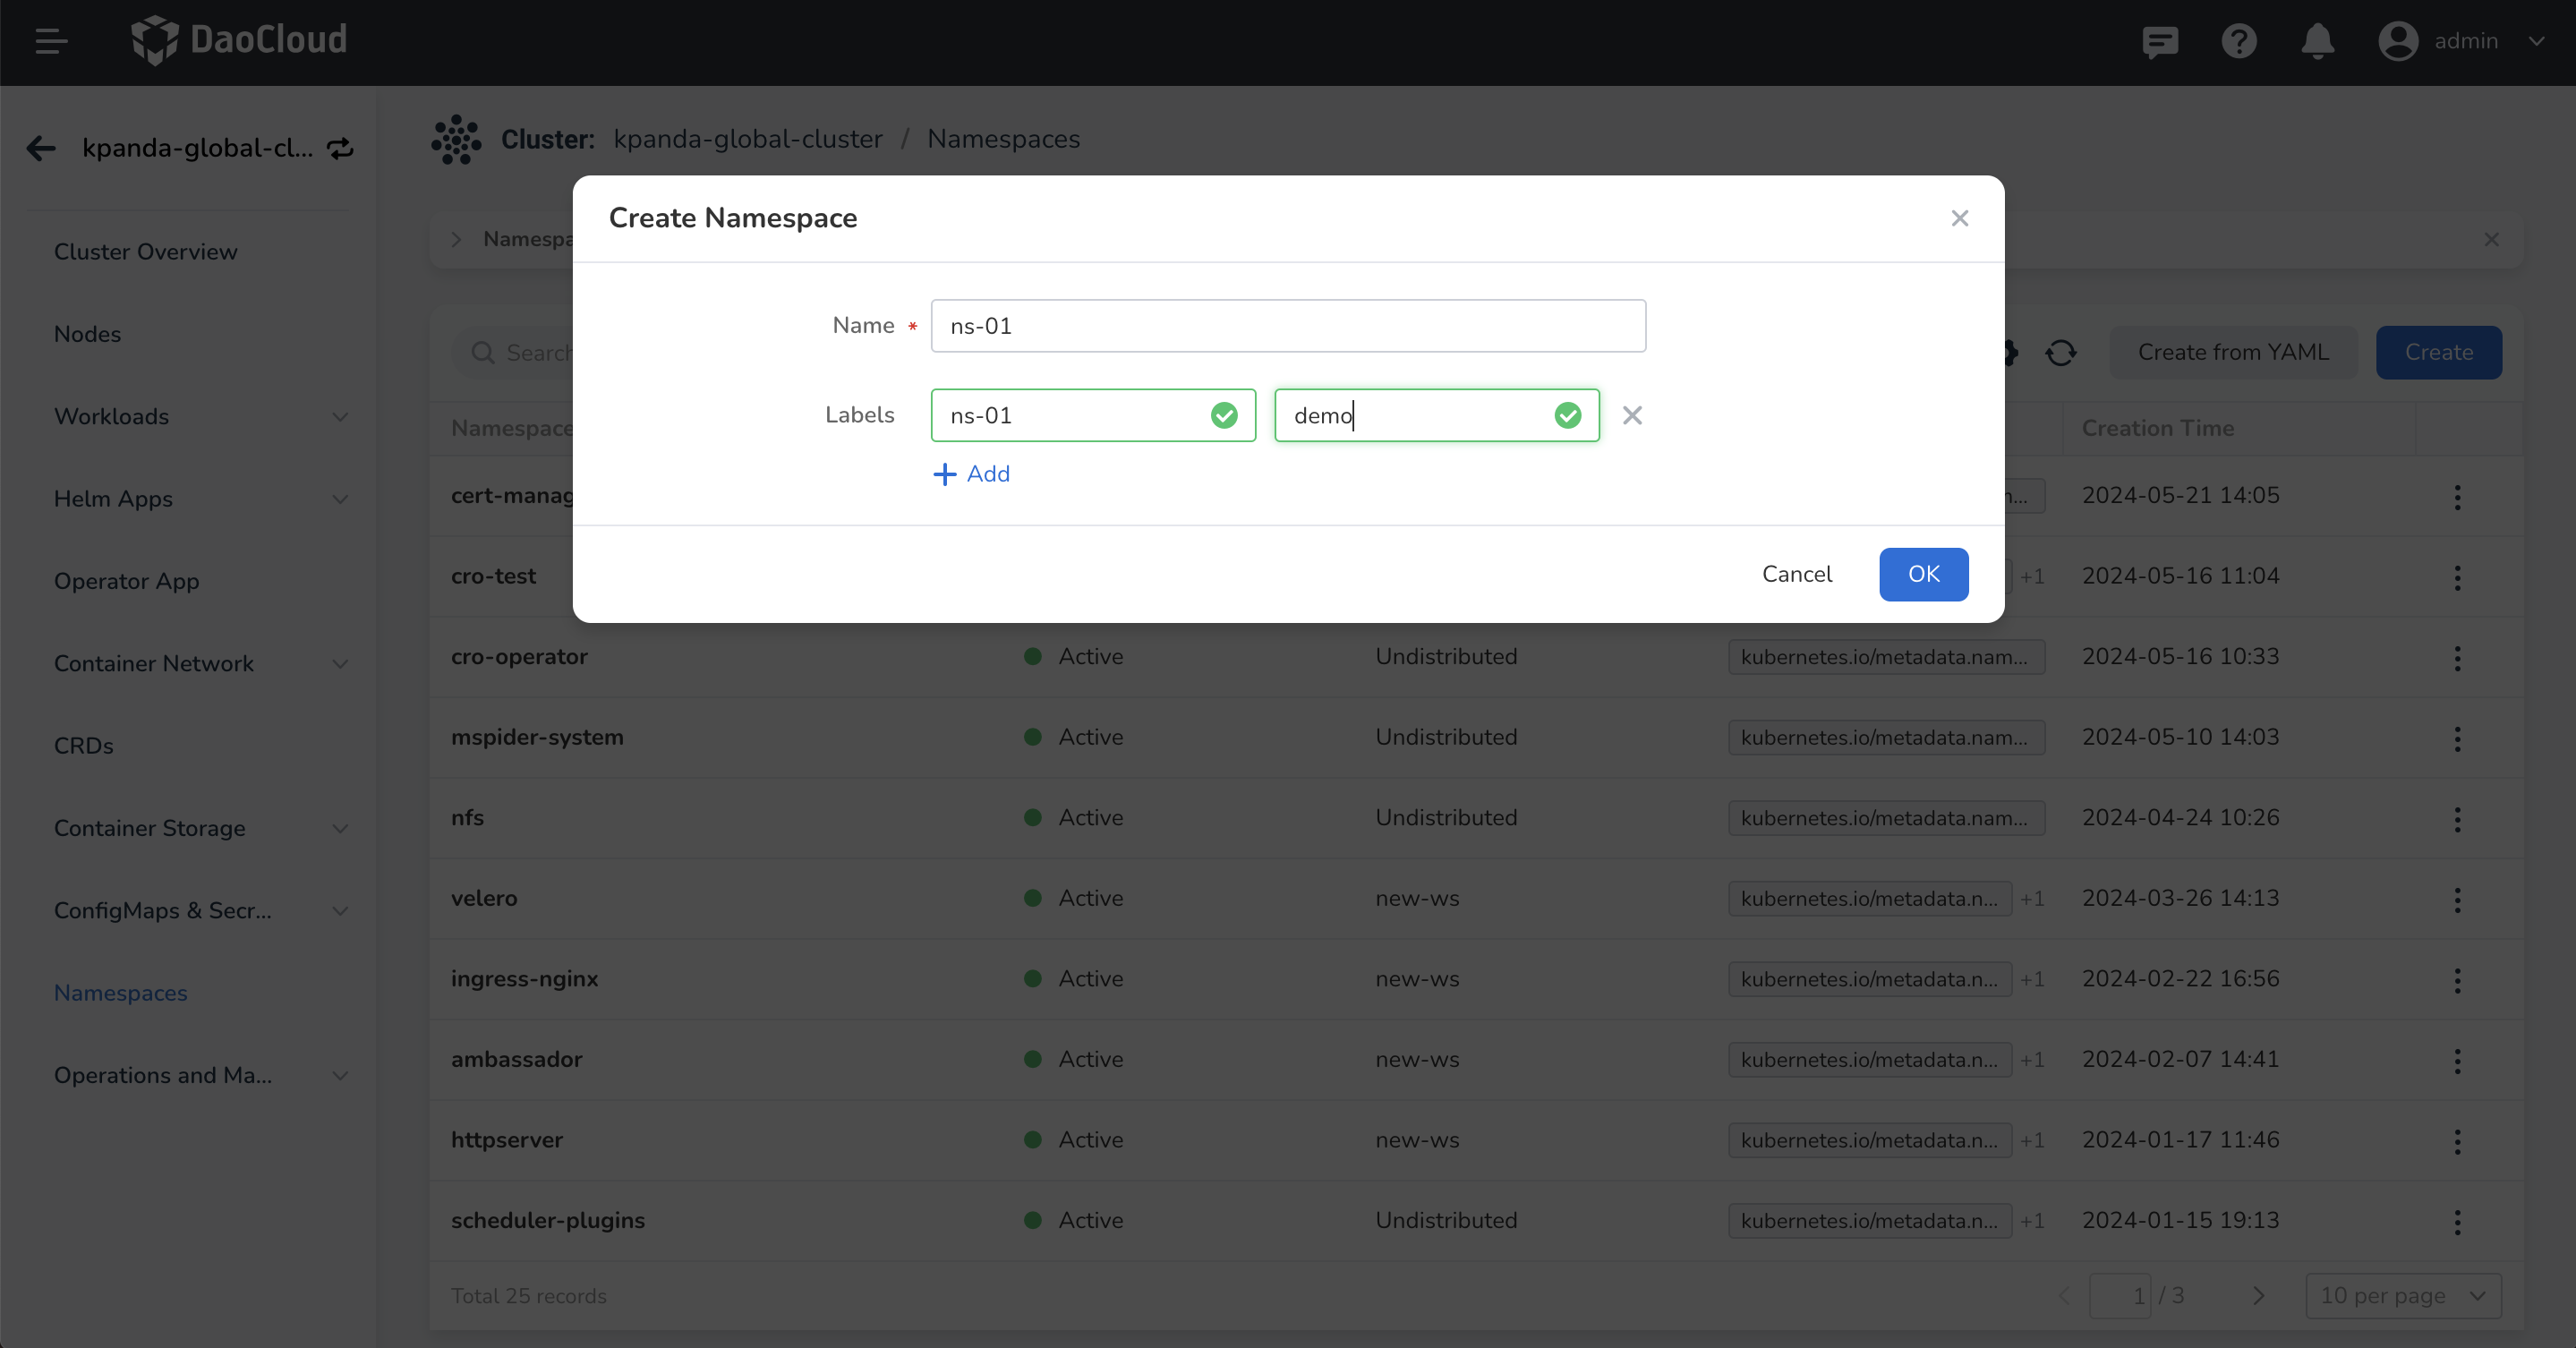 DaoCloud
admin
kpanda-global-cl...
Cluster: kpanda-global-cluster / Namespaces
Cluster Overview
Nodes
Workloads
Helm Apps
Operator App
Container Network
CRDs
Container Storage
ConfigMaps & Secr...
Namespaces
Operations and Ma...
Create Namespace
Name * ns-01
Labels ns-01 demo
Add
Cancel OK
Create from YAML Create
Namespace Creation Time
2024-05-21 14:05
cro-test +1 2024-05-16 11:04
cro-operator Active Undistributed kubernetes.io/metadata.nam... 2024-05-16 10:33
mspider-system Active Undistributed kubernetes.io/metadata.nam... 2024-05-10 14:03
nfs Active Undistributed kubernetes.io/metadata.nam... 2024-04-24 10:26
velero Active new-ws kubernetes.io/metadata.n... +1 2024-03-26 14:13
ingress-nginx Active new-ws kubernetes.io/metadata.n... +1 2024-02-22 16:56
ambassador Active new-ws kubernetes.io/metadata.n... +1 2024-02-07 14:41
httpserver Active new-ws kubernetes.io/metadata.n... +1 2024-01-17 11:46
scheduler-plugins Active Undistributed kubernetes.io/metadata.n... +1 2024-01-15 19:13
Total 25 records 1 / 3 10 per page